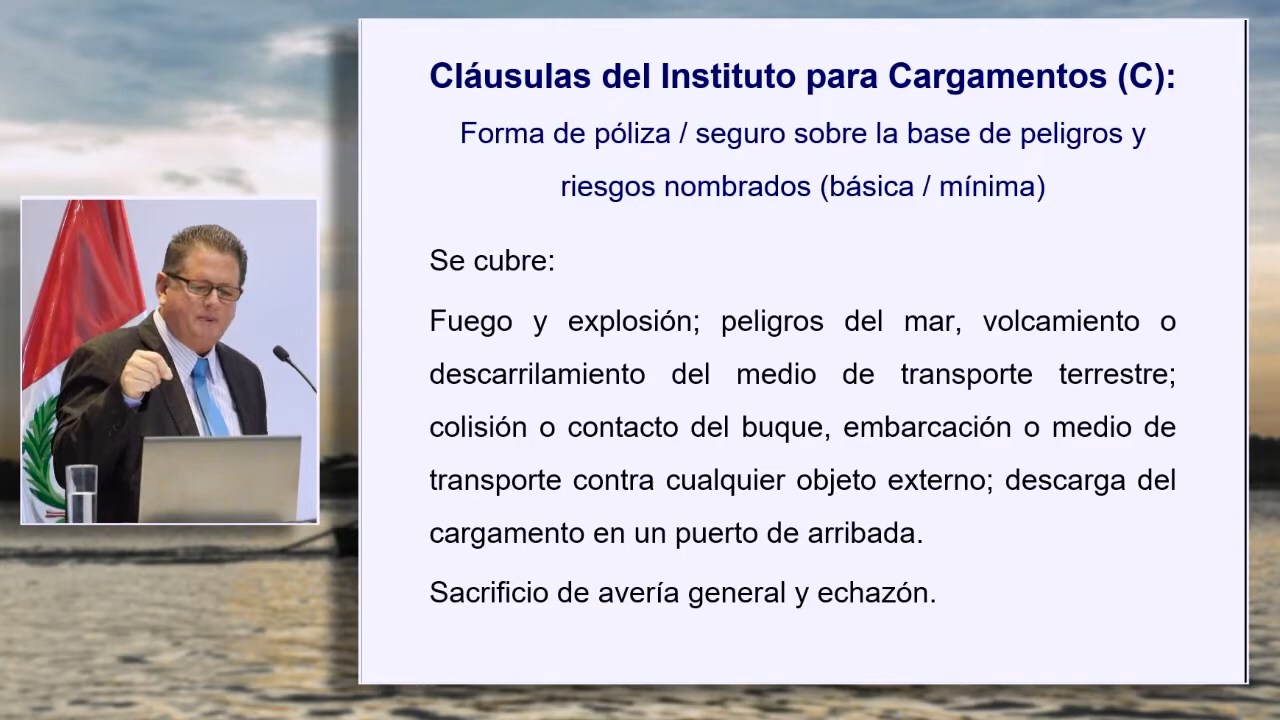 Cláusulas del Instituto para Cargamentos (C):
Forma de póliza / seguro sobre la base de peligros y
riesgos nombrados (básica / mínima)
Se cubre:
Fuego y explosión; peligros del mar, volcamiento o
descarrilamiento del medio de transporte terrestre;
colisión o contacto del buque, embarcación o medio de
transporte contra cualquier objeto externo; descarga del
cargamento en un puerto de arribada.
Sacrificio de avería general y echazón.